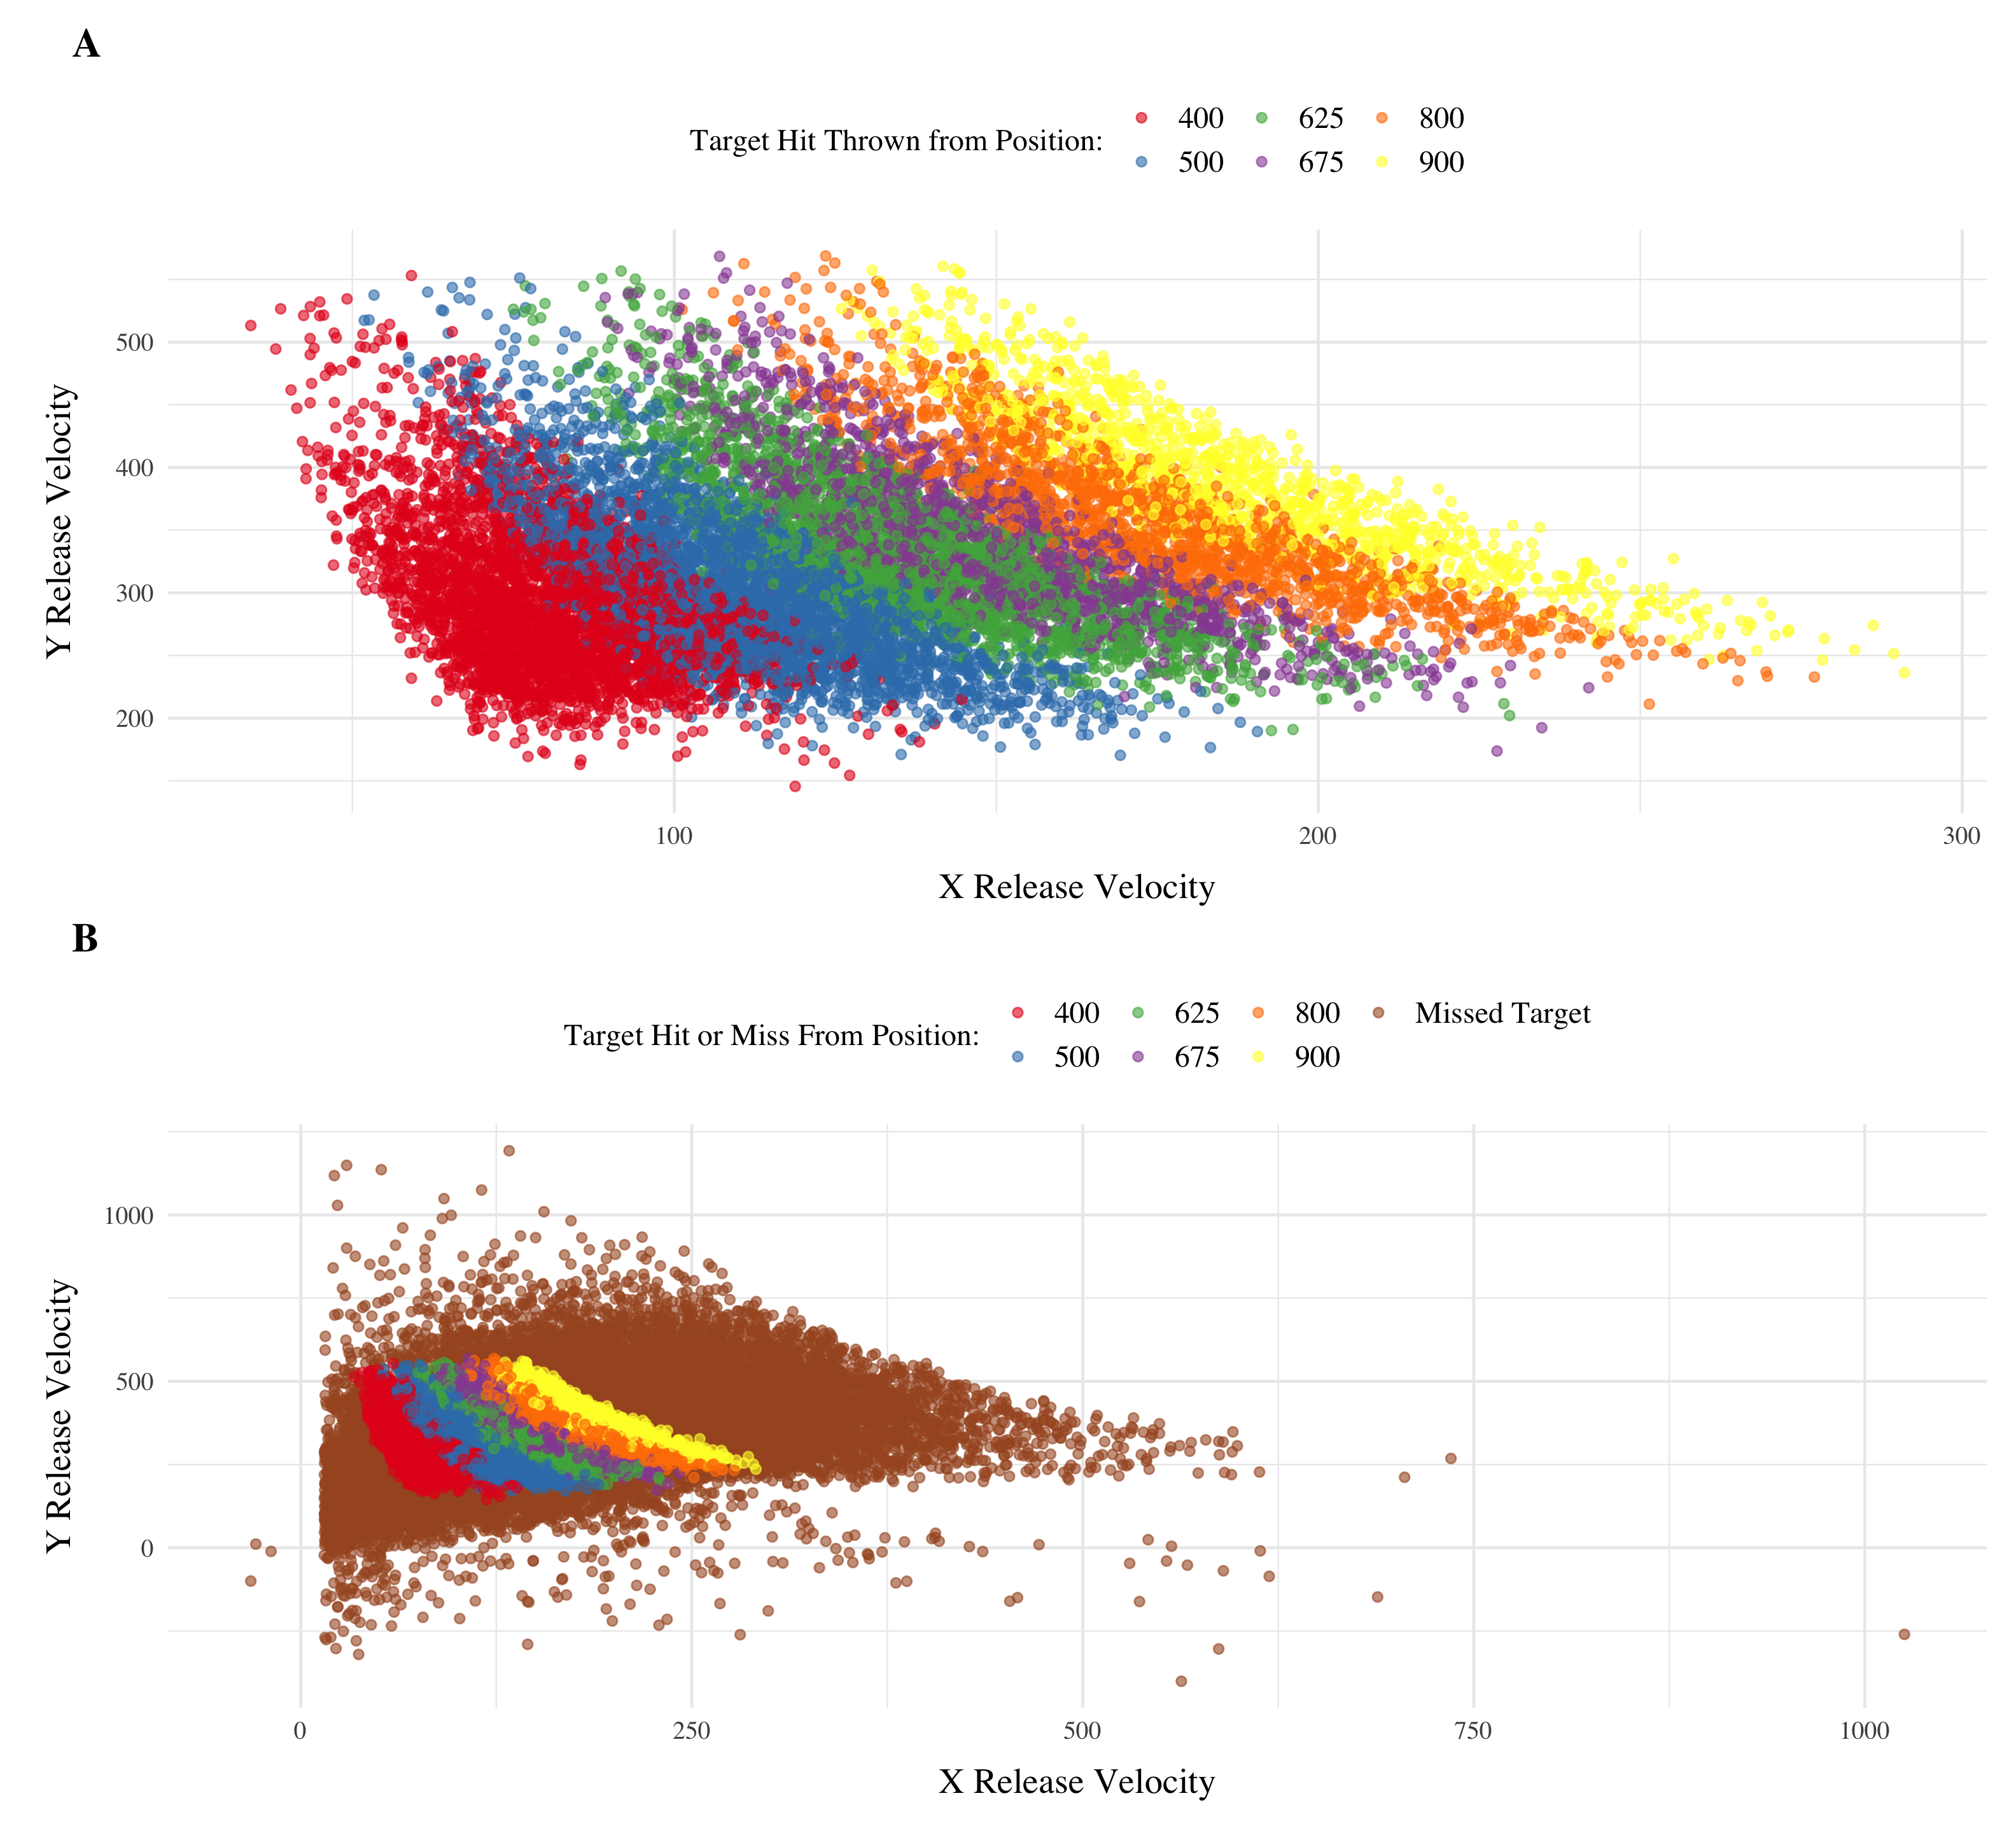 A
Target Hit Thrown from Position:
400 625 800
500 675 900
Y Release Velocity
500
400
300
200
100 200 300
X Release Velocity
B
Target Hit or Miss From Position:
400 625 800 Missed Target
500 675 900
Y Release Velocity
1000
500
0
0 250 500 750 1000
X Release Velocity